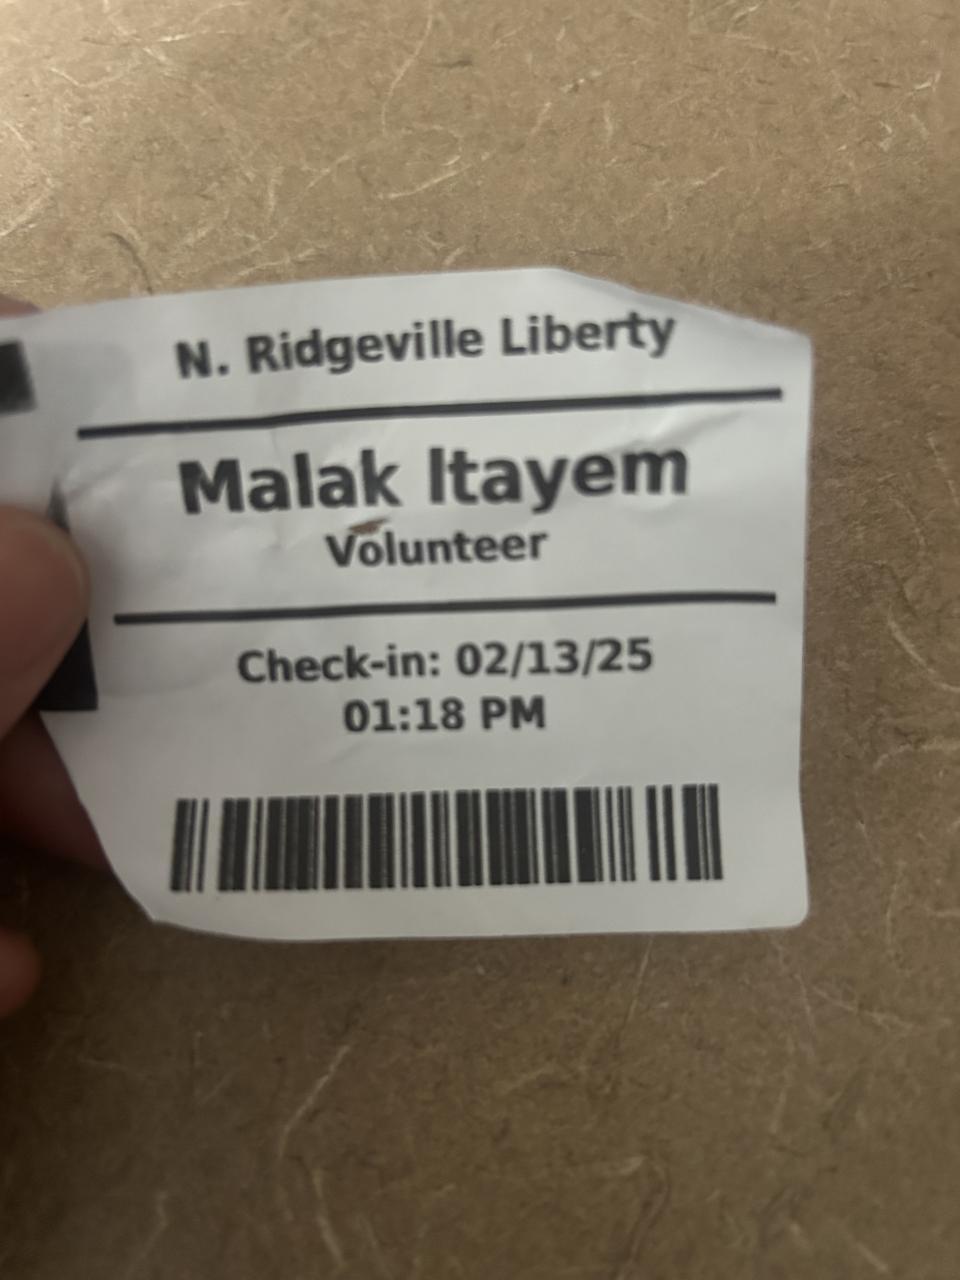 N. Ridgeville Liberty
Malak Itayem
Volunteer
Check-in: 02/13/25
01:18 PM